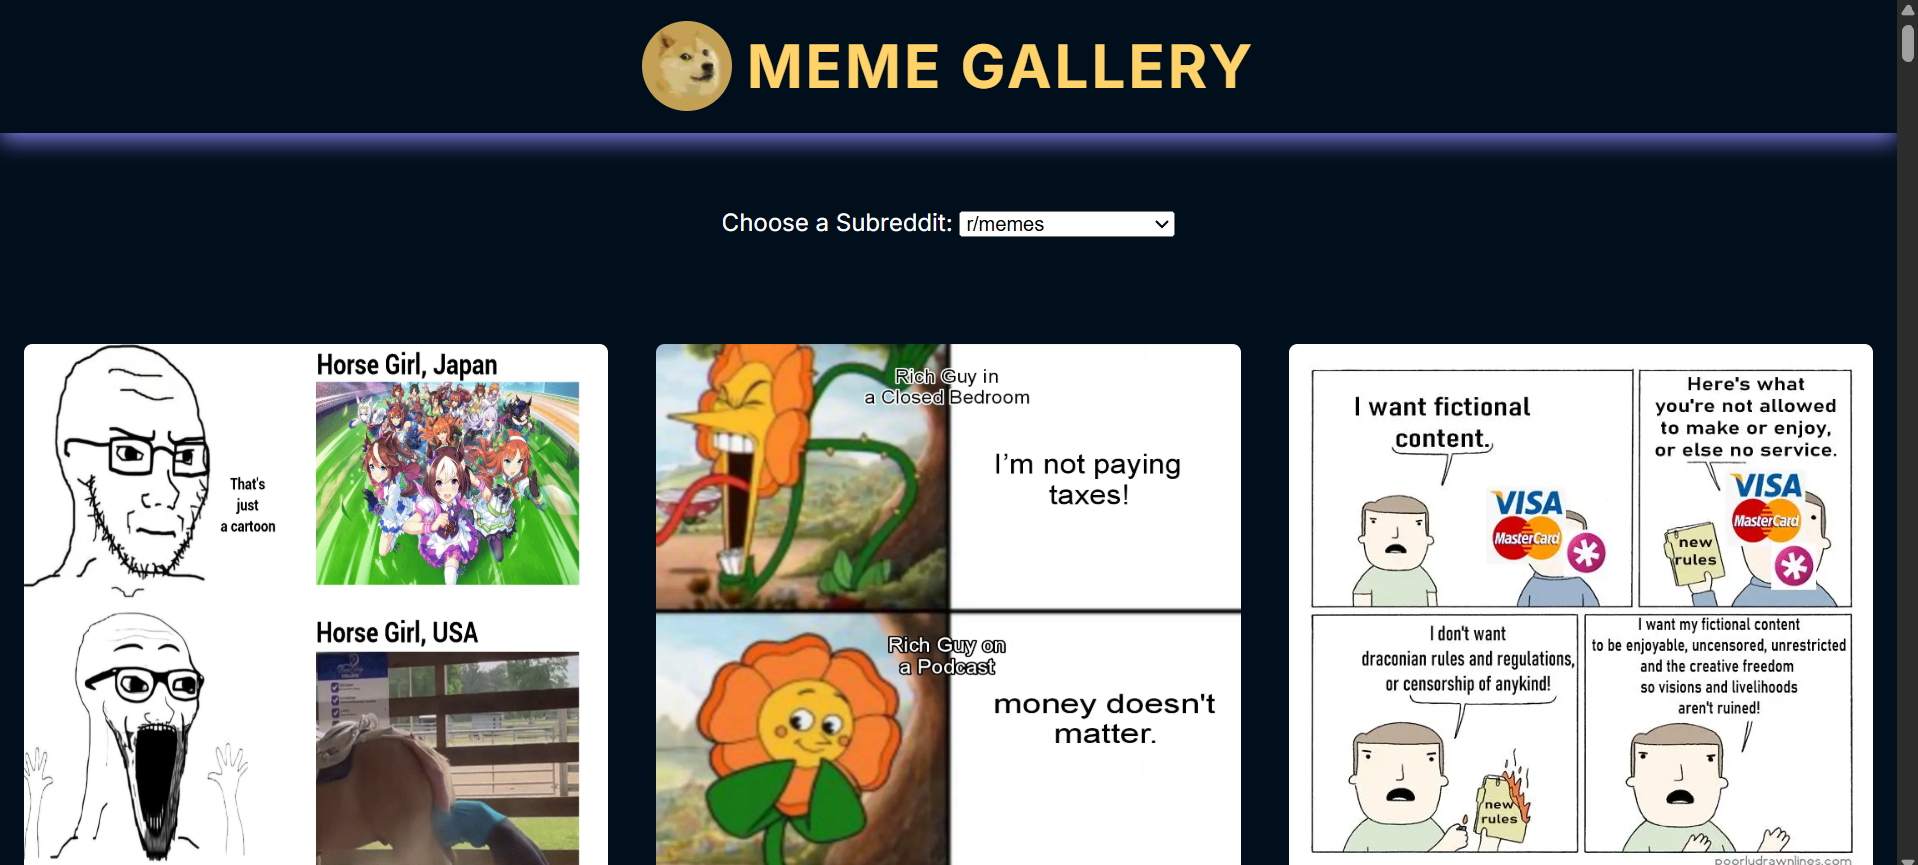 MEME GALLERY
Choose a Subreddit:
r/memes
Horse Girl, Japan
That's
just
a cartoon
Horse Girl, USA
Rich Guy in
a Closed Bedroom
I'm not paying
taxes!
Rich Guy on
a Podcast
money doesn't
matter.
I want fictional
content.
VISA
MasterCard
Here's what
you're not allowed
to make or enjoy,
or else no service.
VISA
MasterCard
new
rules
I don't want
draconian rules and regulations,
or censorship of anykind!
new
rules
I want my fictional content
to be enjoyable, uncensored, unrestricted
and the creative freedom
so visions and livelihoods
aren't ruined!
poorlydrawnlines.com